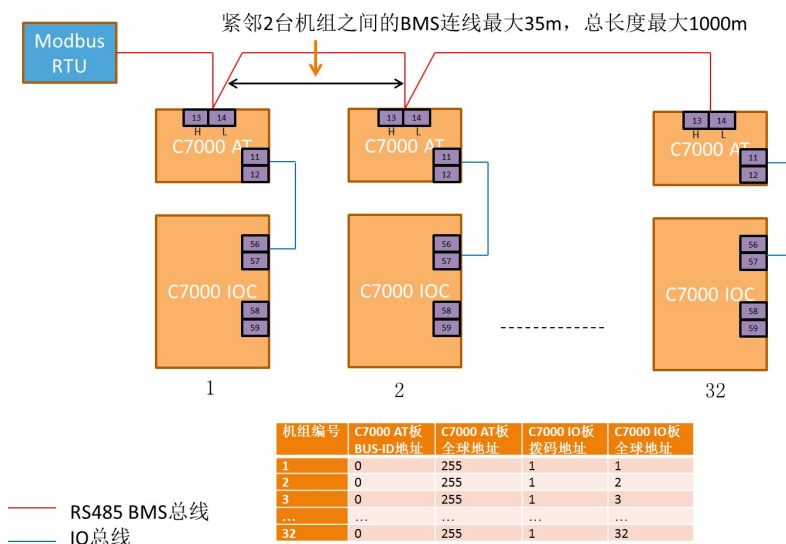 紧邻2台机组之间的BMS连线最大35m，总长度最大1000m
Modbus
RTU
13 14
H L
C7000 AT
11
12
13 14
H L
C7000 AT
11
12
13 14
H L
C7000 AT
11
12
56
57
C7000 IOC
58
59
56
57
C7000 IOC
58
59
56
57
C7000 IOC
58
59
1
2
32
机组编号 C7000 AT板 C7000 AT板 C7000 IO板 C7000 IO板
BUS-ID地址 全球地址 拨码地址 全球地址
1 0 255 1 1
2 0 255 1 2
3 0 255 1 3
... ... ... ... ...
32 0 255 1 32
RS485 BMS总线
IO总线